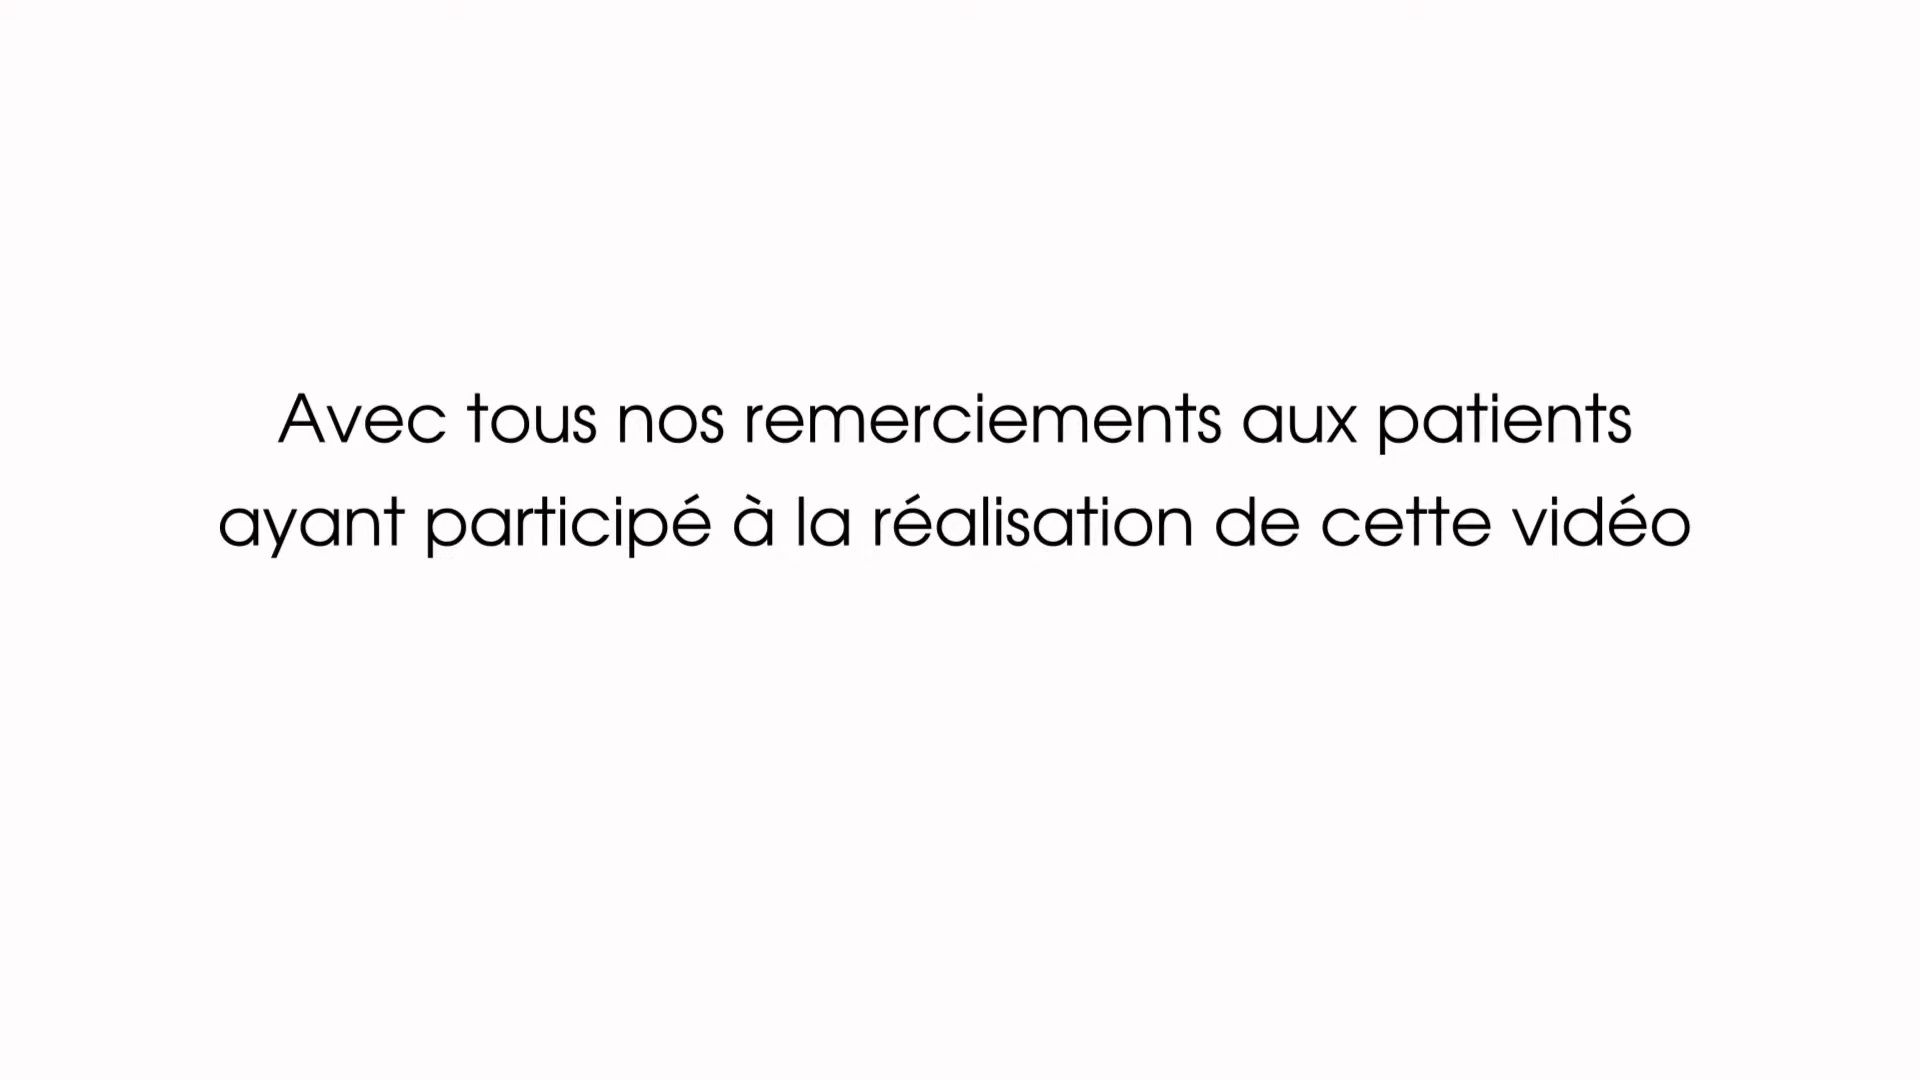 Avec tous nos remerciements aux patients
ayant participé à la réalisation de cette vidéo